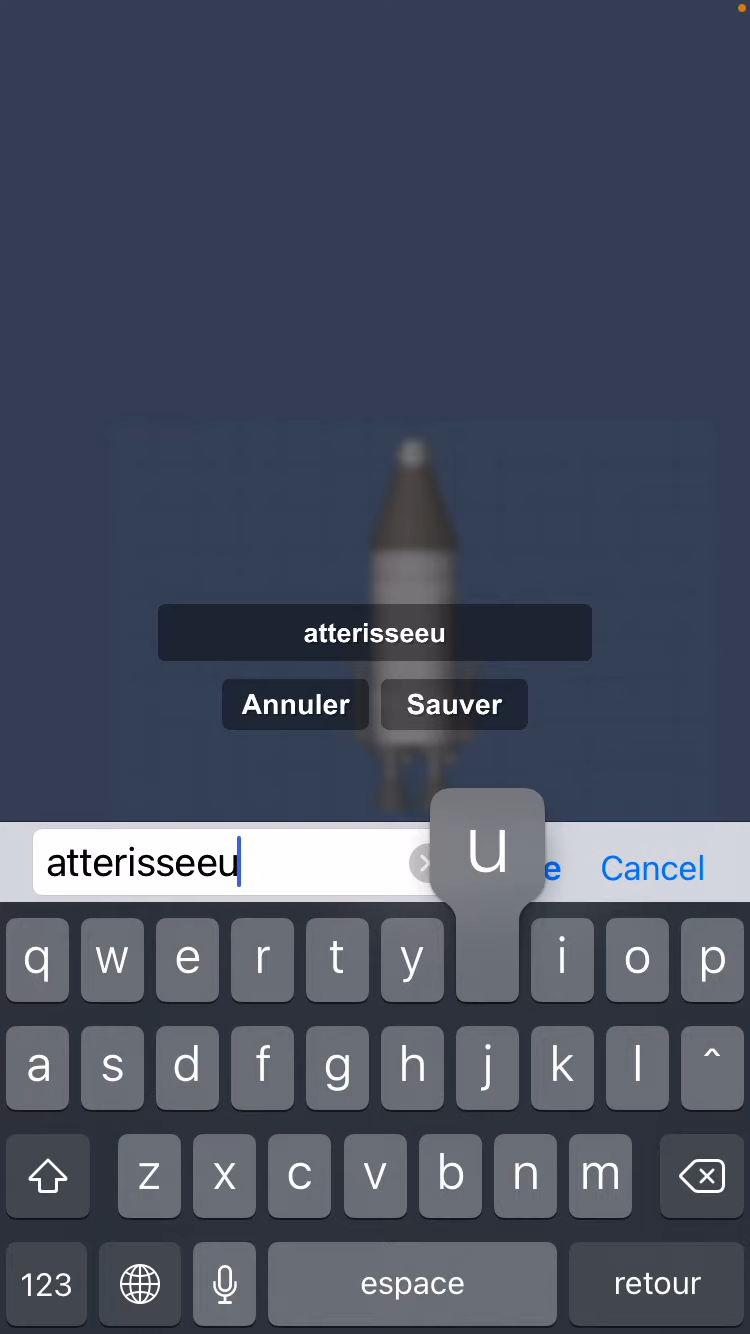 atterisseeu
Annuler Sauver
atterisseeu e Cancel
u
q w e r t y i o p
a s d f g h j k l ^
z x c v b n m
123 espace retour